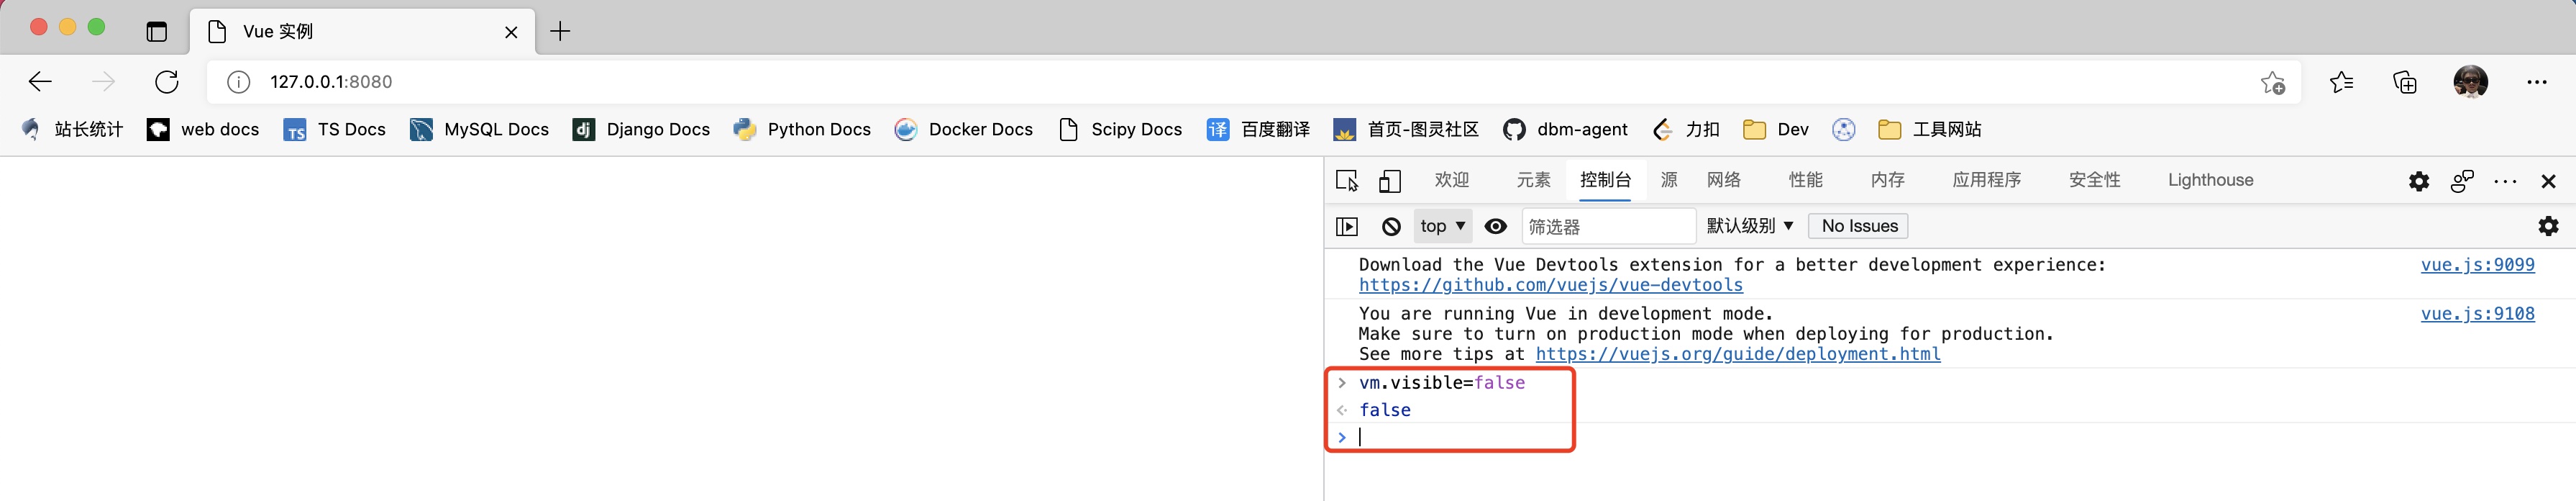 Vue 实例
127.0.0.1:8080
站长统计 web docs TS TS Docs MySQL Docs dj Django Docs Python Docs Docker Docs Scipy Docs 译 百度翻译 首页-图灵社区 dbm-agent 力扣 Dev 工具网站
欢迎 元素 控制台 源 网络 性能 内存 应用程序 安全性 Lighthouse
top 筛选器 默认级别 No Issues
Download the Vue Devtools extension for a better development experience: vue.js:9099
https://github.com/vuejs/vue-devtools
You are running Vue in development mode. vue.js:9108
Make sure to turn on production mode when deploying for production.
See more tips at https://vuejs.org/guide/deployment.html
> vm.visible=false
false
>